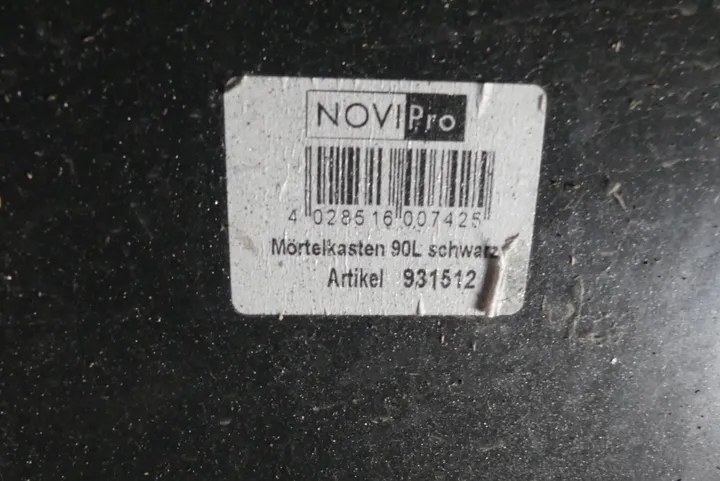 NOVIPro
4 028516 007425
Mörtelkasten 90L schwarz
Artikel 931512